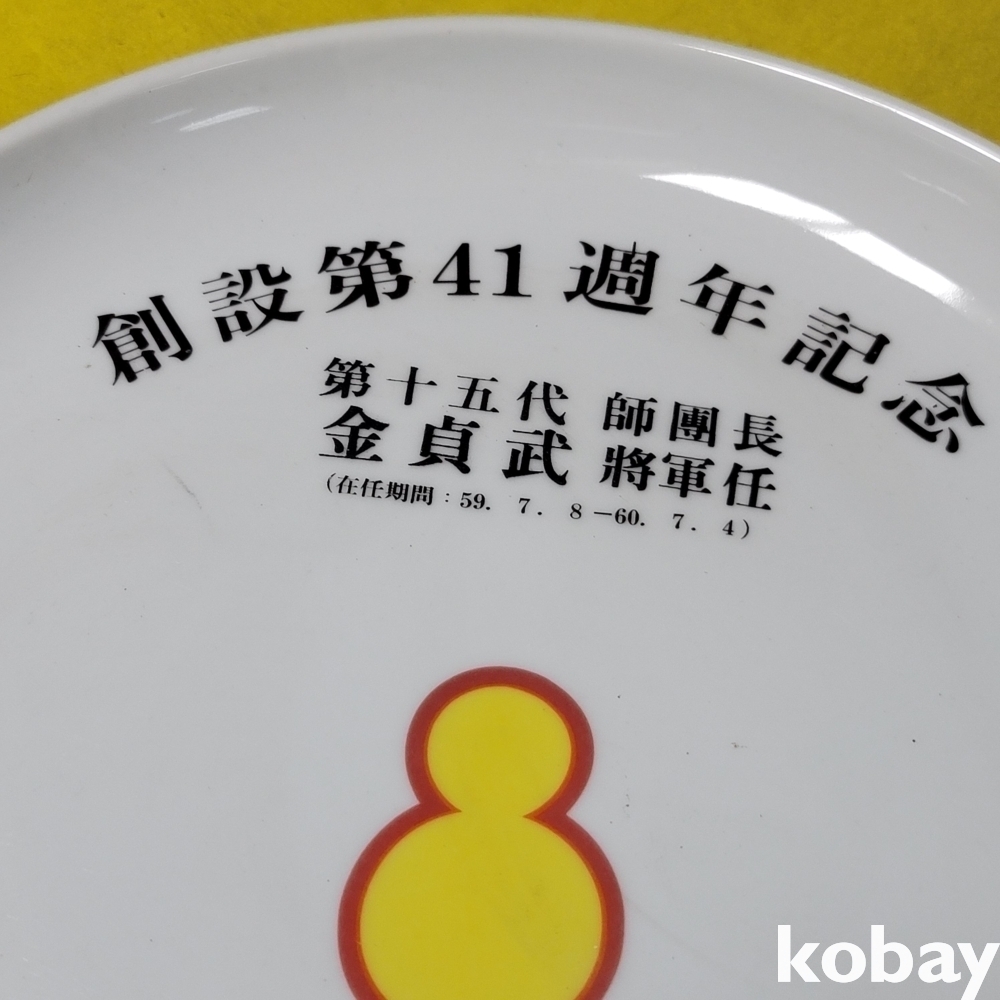 創設第41週年記念
第十五代 師團長
金貞武 將軍任
(在任期間 : 59. 7. 8 －60. 7. 4)
kobay